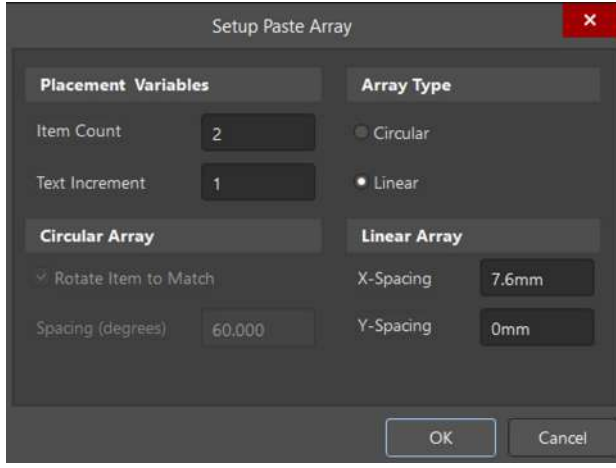 Setup Paste Array
Placement Variables
Item Count 2
Text Increment 1
Array Type
Circular
Linear
Circular Array
Rotate Item to Match
Spacing (degrees) 60.000
Linear Array
X-Spacing 7.6mm
Y-Spacing 0mm
OK Cancel